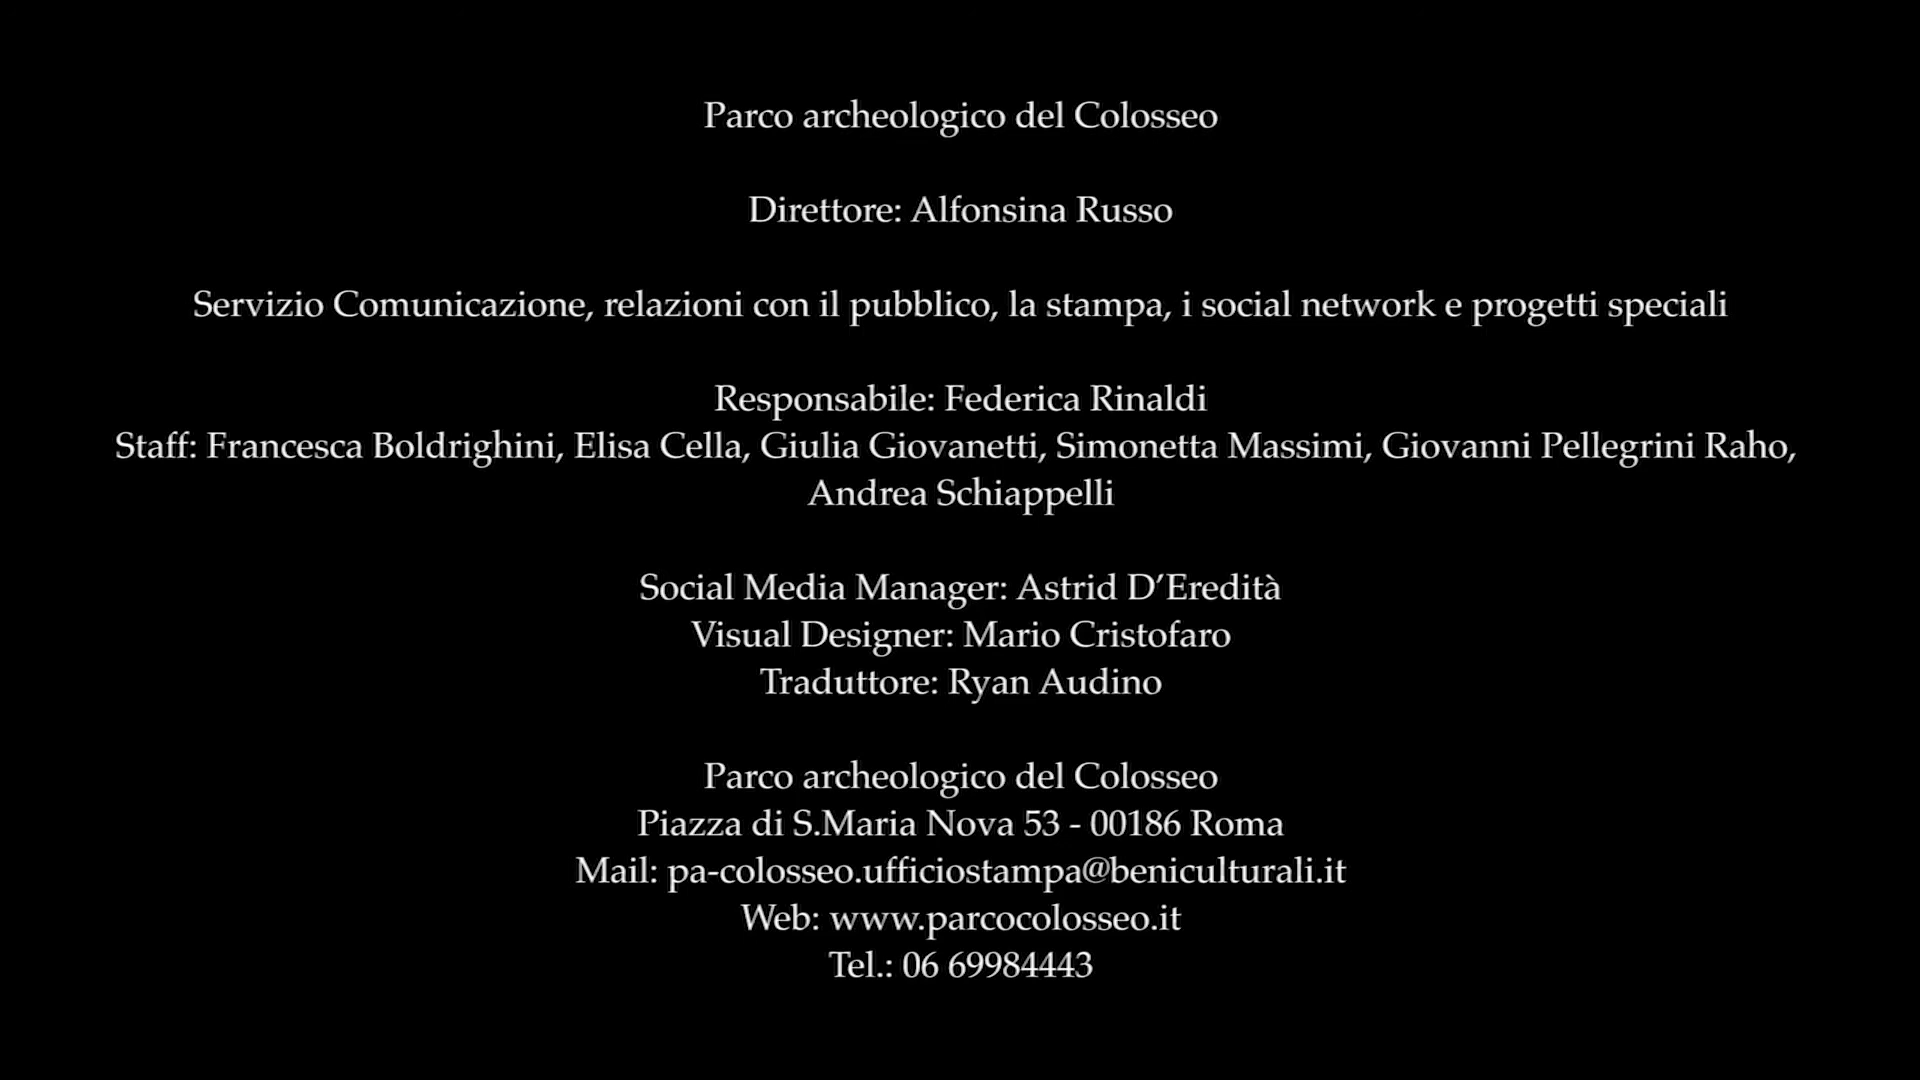 Parco archeologico del Colosseo
Direttore: Alfonsina Russo
Servizio Comunicazione, relazioni con il pubblico, la stampa, i social network e progetti speciali
Responsabile: Federica Rinaldi
Staff: Francesca Boldrighini, Elisa Cella, Giulia Giovanetti, Simonetta Massimi, Giovanni Pellegrini Raho,
Andrea Schiappelli
Social Media Manager: Astrid D’Eredità
Visual Designer: Mario Cristofaro
Traduttore: Ryan Audino
Parco archeologico del Colosseo
Piazza di S.Maria Nova 53 - 00186 Roma
Mail: pa-colosseo.ufficiostampa@beniculturali.it
Web: www.parcocolosseo.it
Tel.: 06 69984443